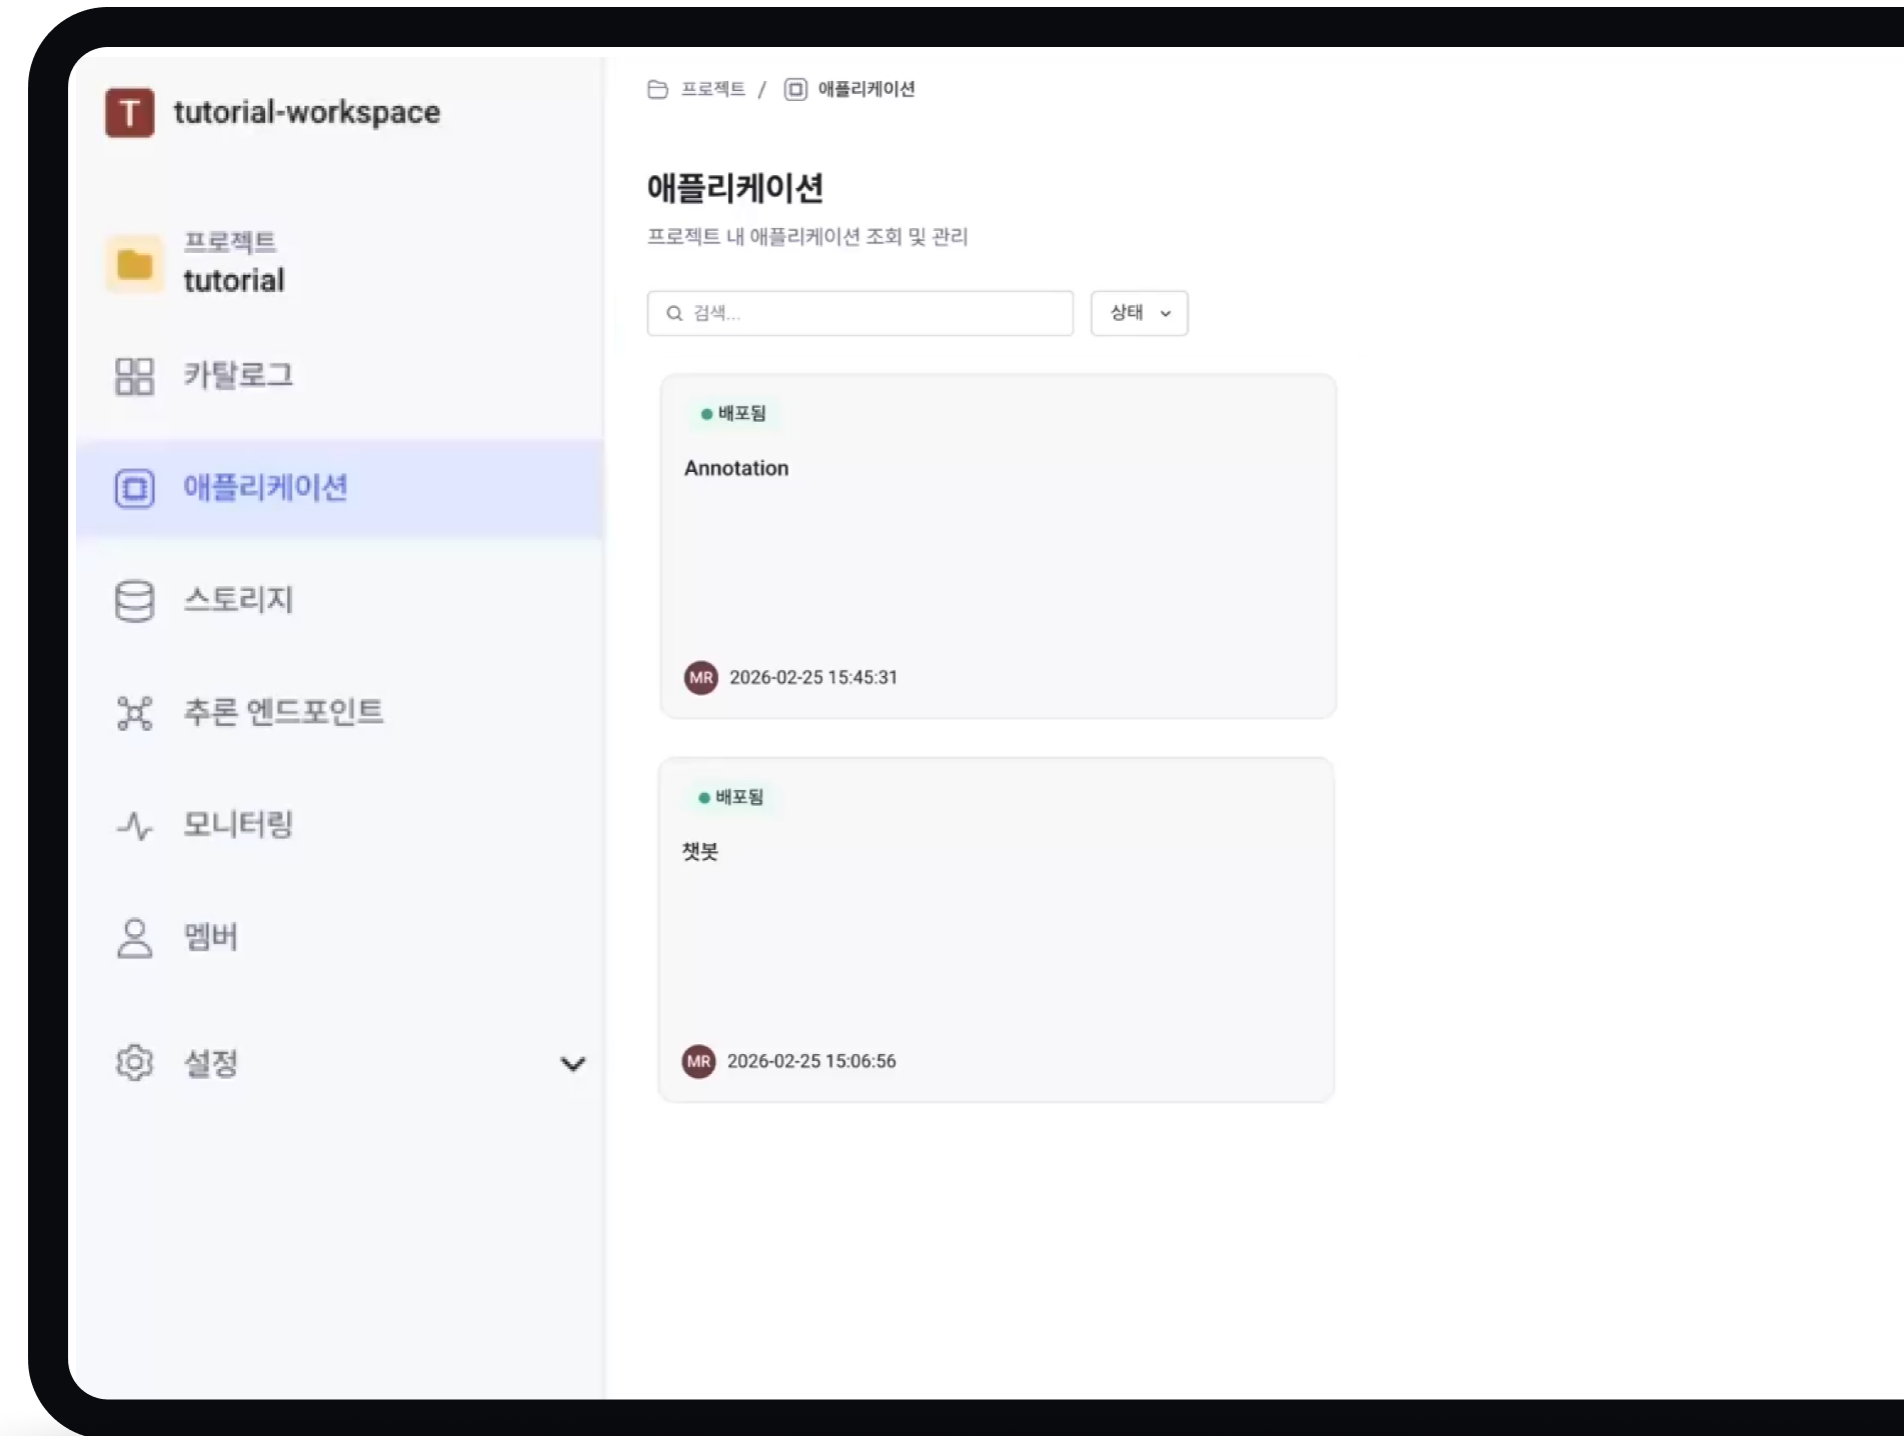 T tutorial-workspace
프로젝트
tutorial
카탈로그
애플리케이션
스토리지
추론 엔드포인트
모니터링
멤버
설정
프로젝트 / 애플리케이션
애플리케이션
프로젝트 내 애플리케이션 조회 및 관리
검색...
상태
배포됨
Annotation
MR 2026-02-25 15:45:31
배포됨
챗봇
MR 2026-02-25 15:06:56